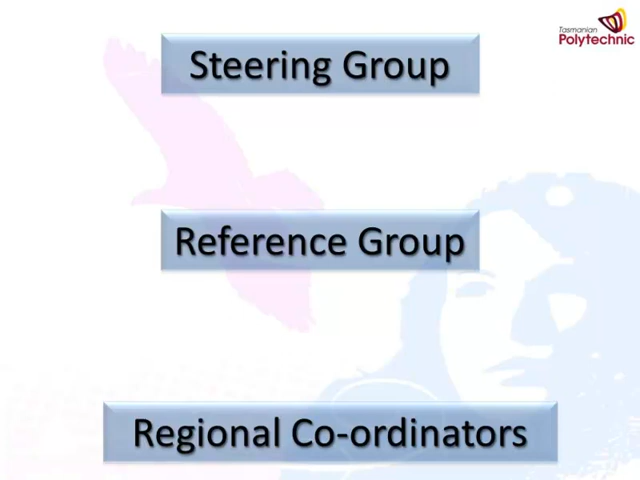 Tasmanian
Polytechnic
Steering Group
Reference Group
Regional Co-ordinators